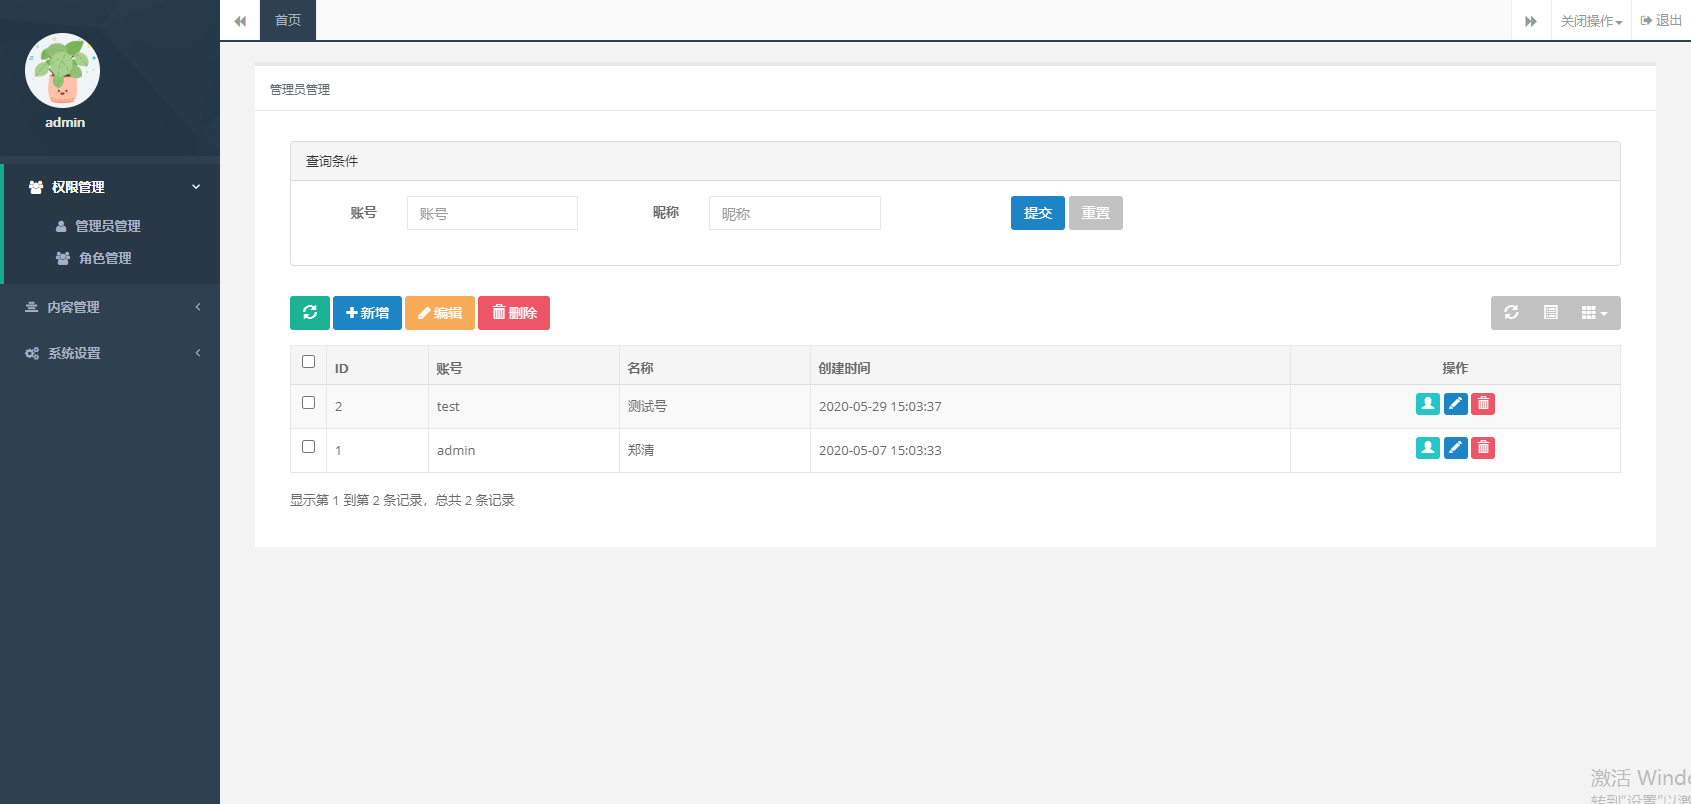 首页
关闭操作
退出
admin
权限管理
管理员管理
角色管理
内容管理
系统设置
管理员管理
查询条件
账号 账号 昵称 昵称 提交 重置
新增 编辑 删除
ID 账号 名称 创建时间 操作
2 test 测试号 2020-05-29 15:03:37
1 admin 郑清 2020-05-07 15:03:33
显示第 1 到第 2 条记录，总共 2 条记录
激活 Windo
转到"设置"以激